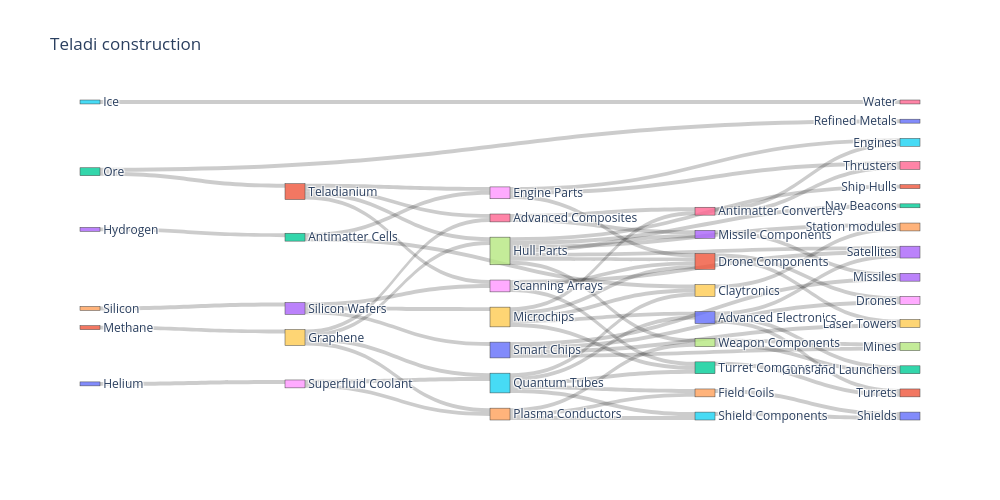 Teladi construction
Ice
Ore
Hydrogen
Silicon
Methane
Helium
Teladianium
Antimatter Cells
Silicon Wafers
Graphene
Superfluid Coolant
Engine Parts
Advanced Composites
Hull Parts
Scanning Arrays
Microchips
Smart Chips
Quantum Tubes
Plasma Conductors
Antimatter Converters
Missile Components
Drone Components
Claytronics
Advanced Electronics
Weapon Components
Turret Components
Field Coils
Shield Components
Water
Refined Metals
Engines
Thrusters
Ship Hulls
Nav Beacons
Station modules
Satellites
Missiles
Drones
Laser Towers
Mines
Guns and Launchers
Turrets
Shields